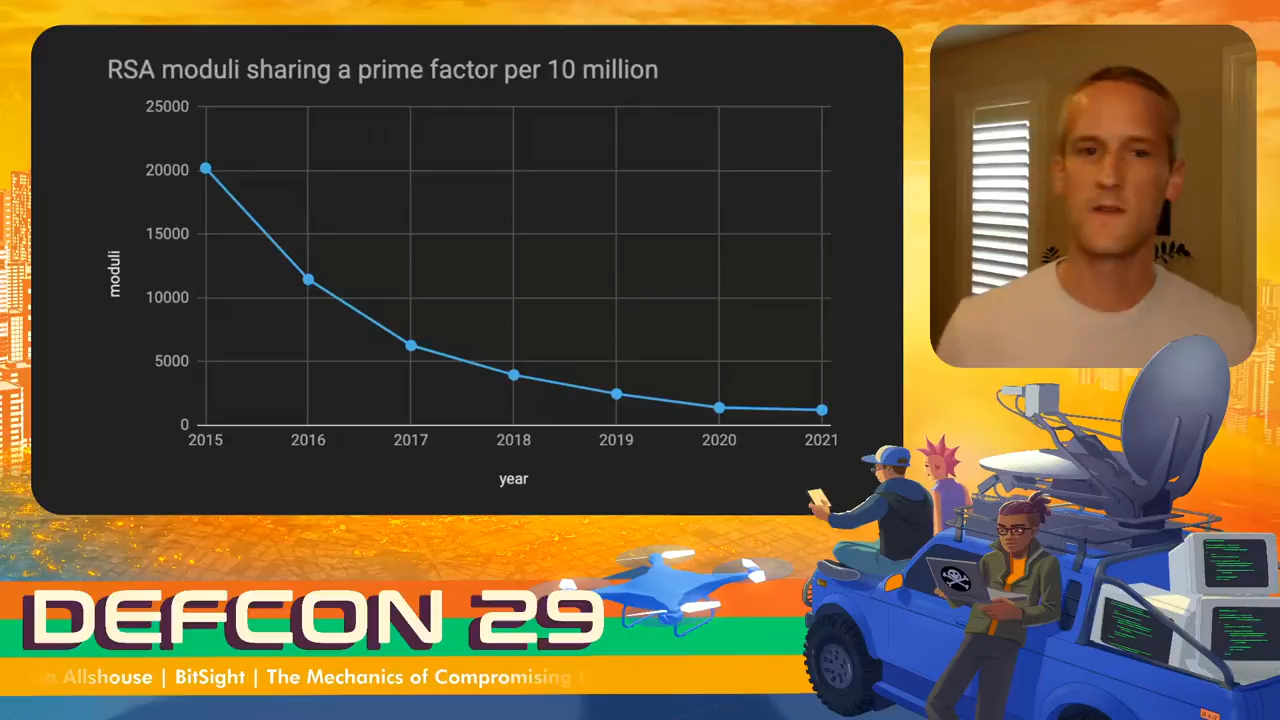 RSA moduli sharing a prime factor per 10 million
25000
20000
15000
10000
5000
0
moduli
2015 2016 2017 2018 2019 2020 2021
year
DEFCON 29
Allshouse | BitSight | The Mechanics of Compromising